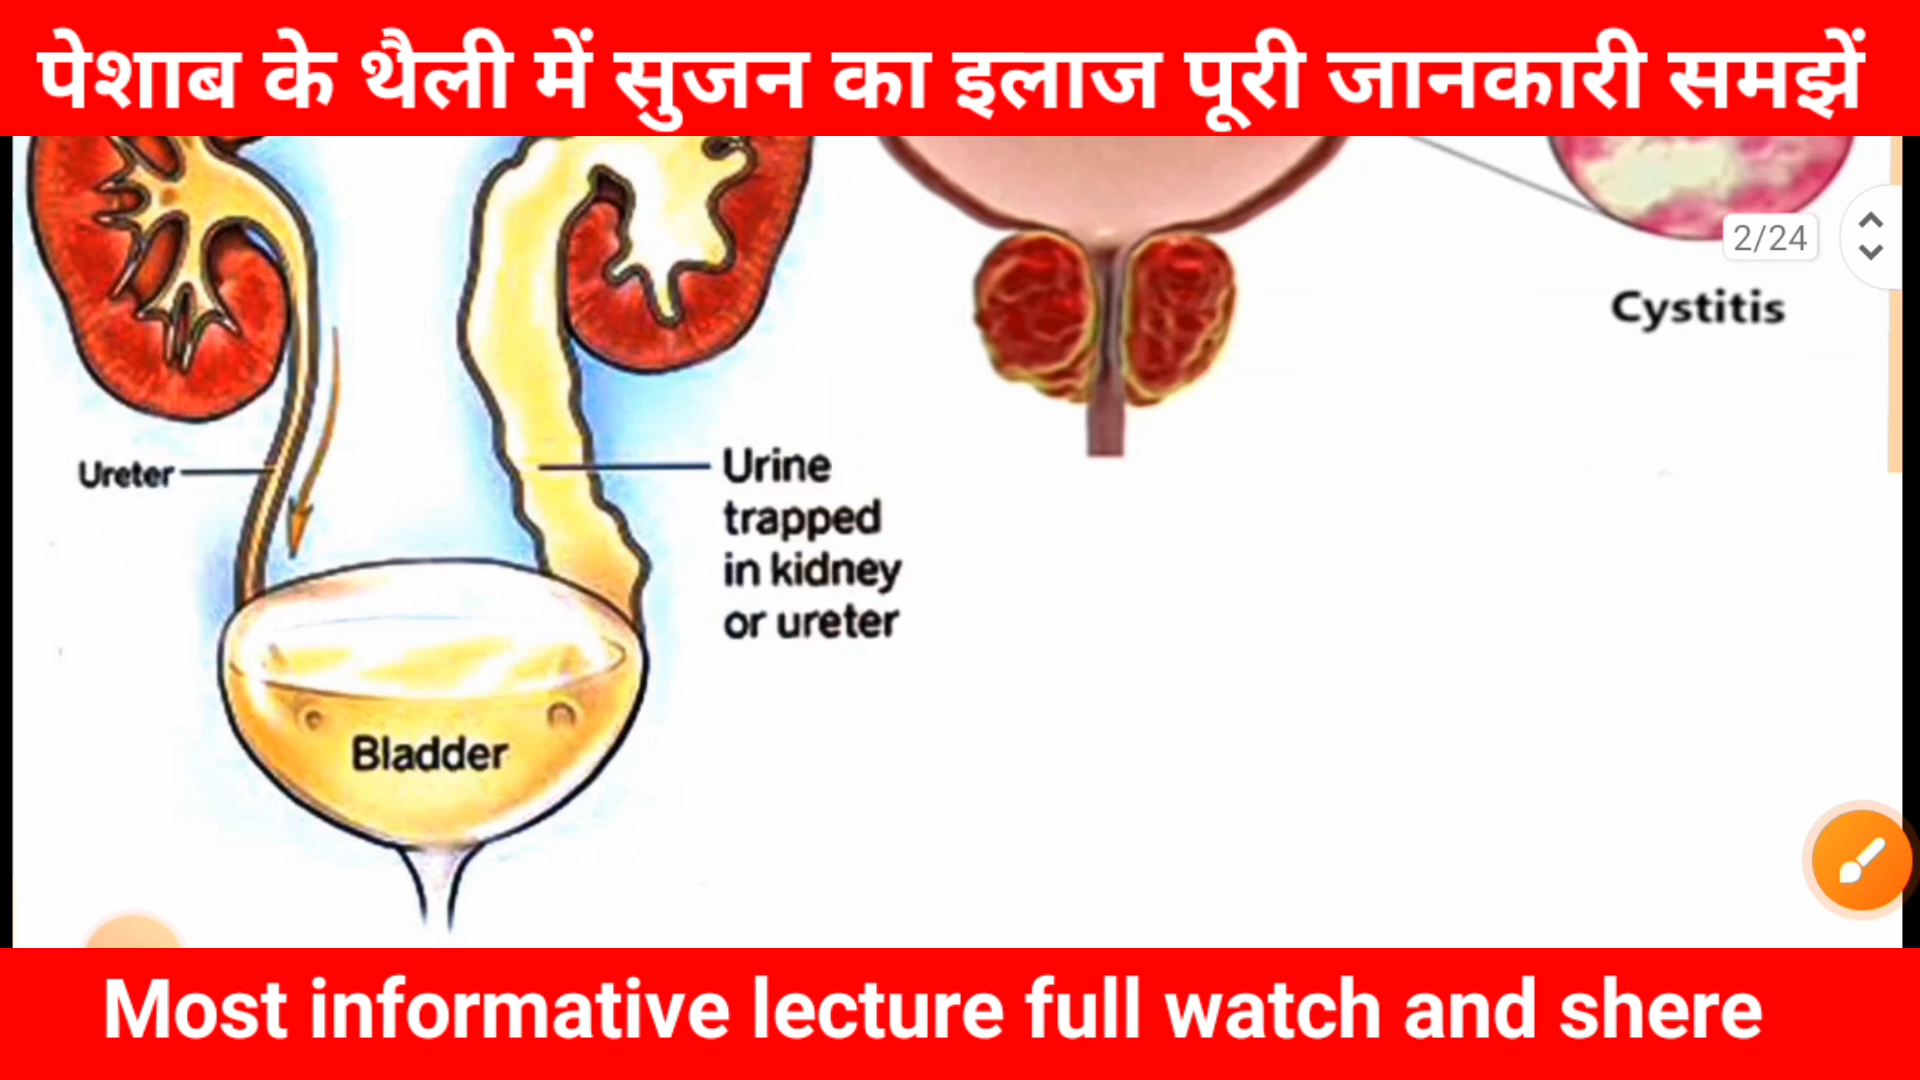 पेशाब के थैली में सुजन का इलाज पूरी जानकारी समझें
2/24
Cystitis
Ureter
Urine
trapped
in kidney
or ureter
Bladder
Most informative lecture full watch and shere